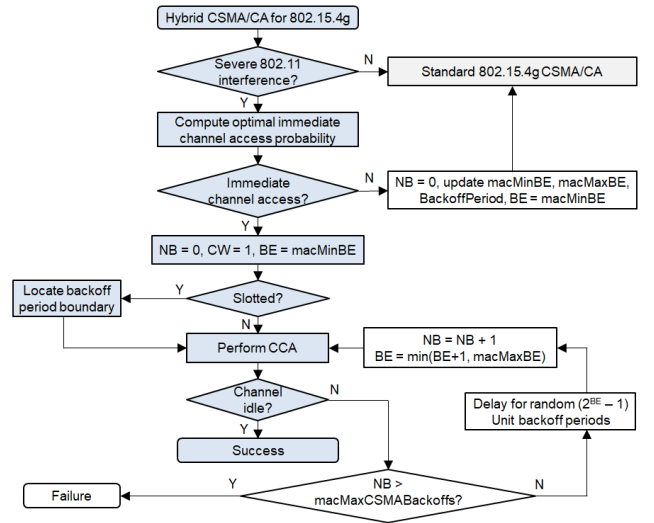 Hybrid CSMA/CA for 802.15.4g
Severe 802.11
interference?
N
Standard 802.15.4g CSMA/CA
Y
Compute optimal immediate
channel access probability
Immediate
channel access?
N
NB = 0, update macMinBE, macMaxBE,
BackoffPeriod, BE = macMinBE
Y
NB = 0, CW = 1, BE = macMinBE
Locate backoff
period boundary
Y
Slotted?
N
Perform CCA
NB = NB + 1
BE = min(BE+1, macMaxBE)
Channel
idle?
N
Delay for random (2^BE – 1)
Unit backoff periods
Y
Success
NB >
macMaxCSMABackoffs?
Y
N
Failure